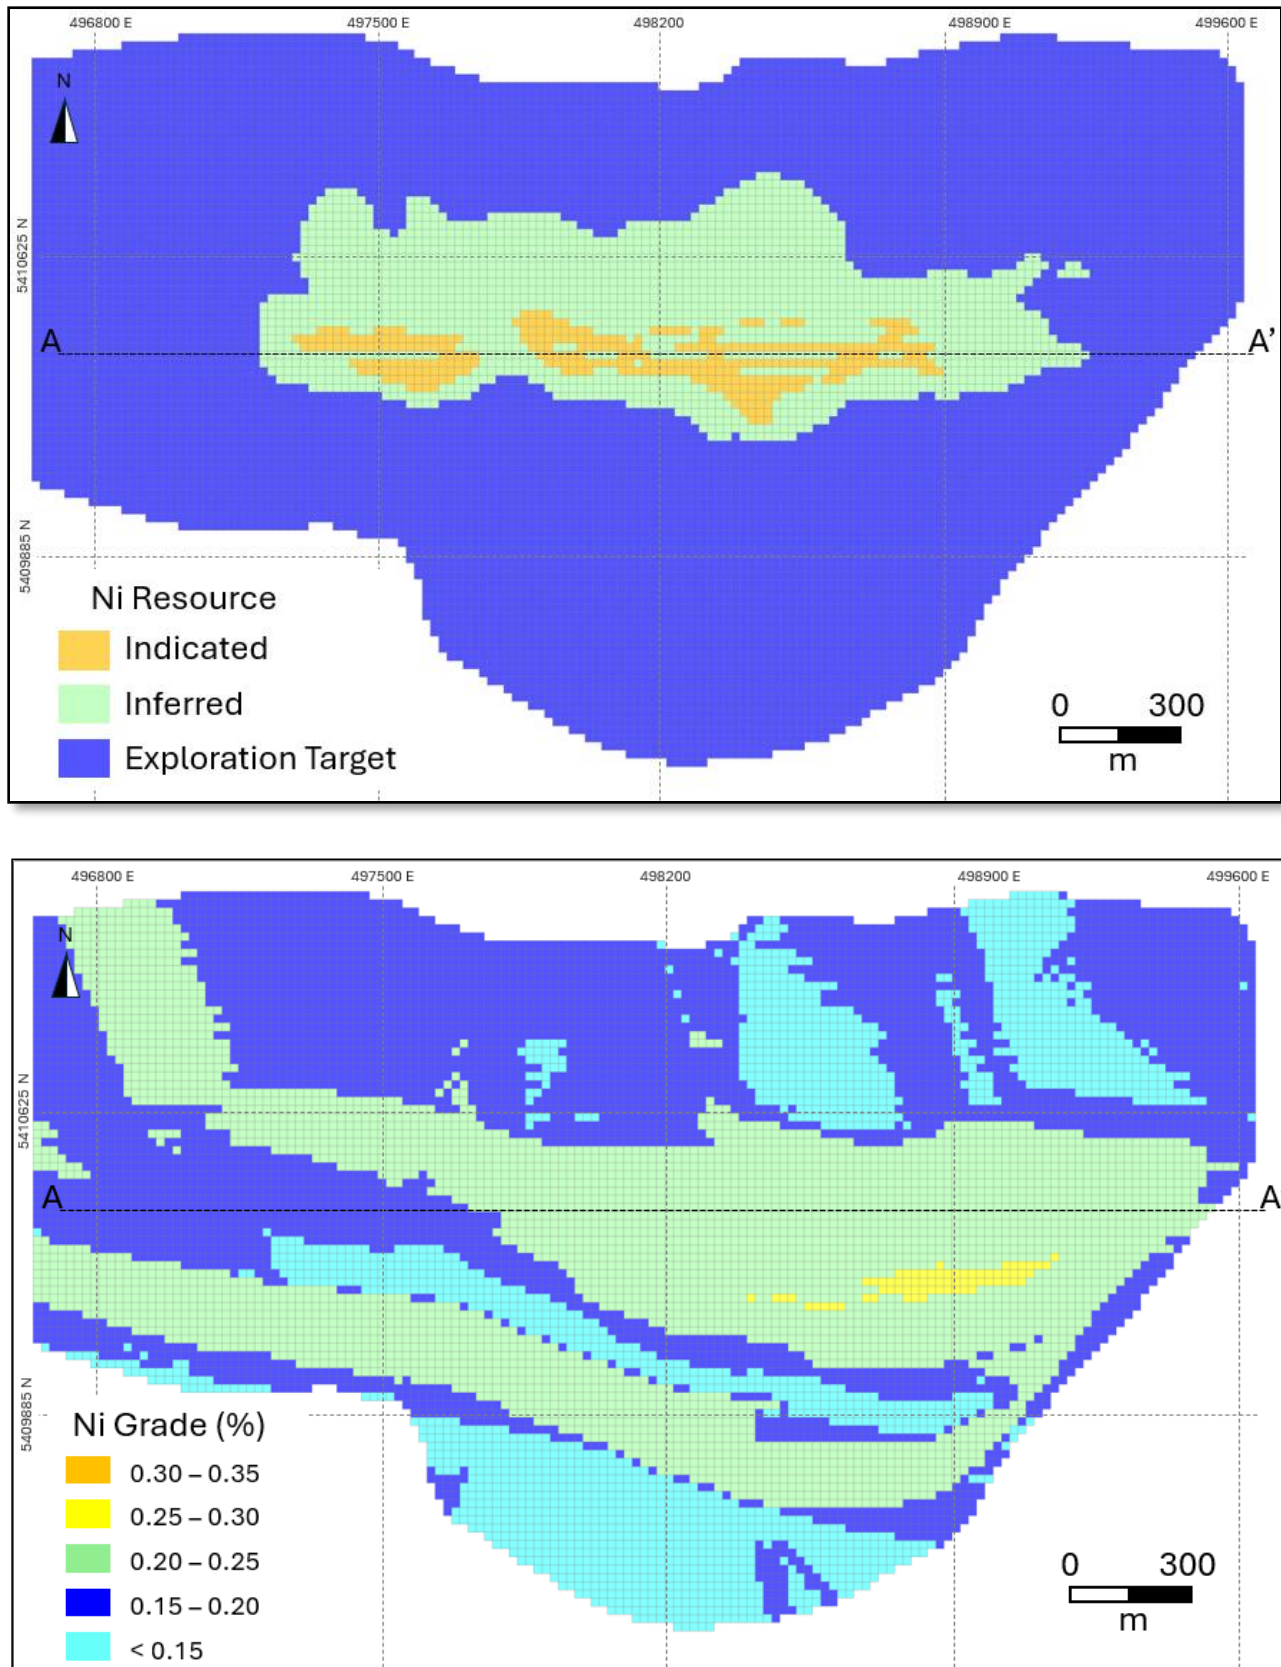 496800 E 497500 E 498200 498900 E 499600 E
N
5410625 N
A A'
5409885 N
Ni Resource
Indicated
Inferred
Exploration Target
0 300
m
496800 E 497500 E 498200 498900 E 499600 E
N
5410625 N
A A
5409885 N
Ni Grade (%)
0.30 – 0.35
0.25 – 0.30
0.20 – 0.25
0.15 – 0.20
< 0.15
0 300
m